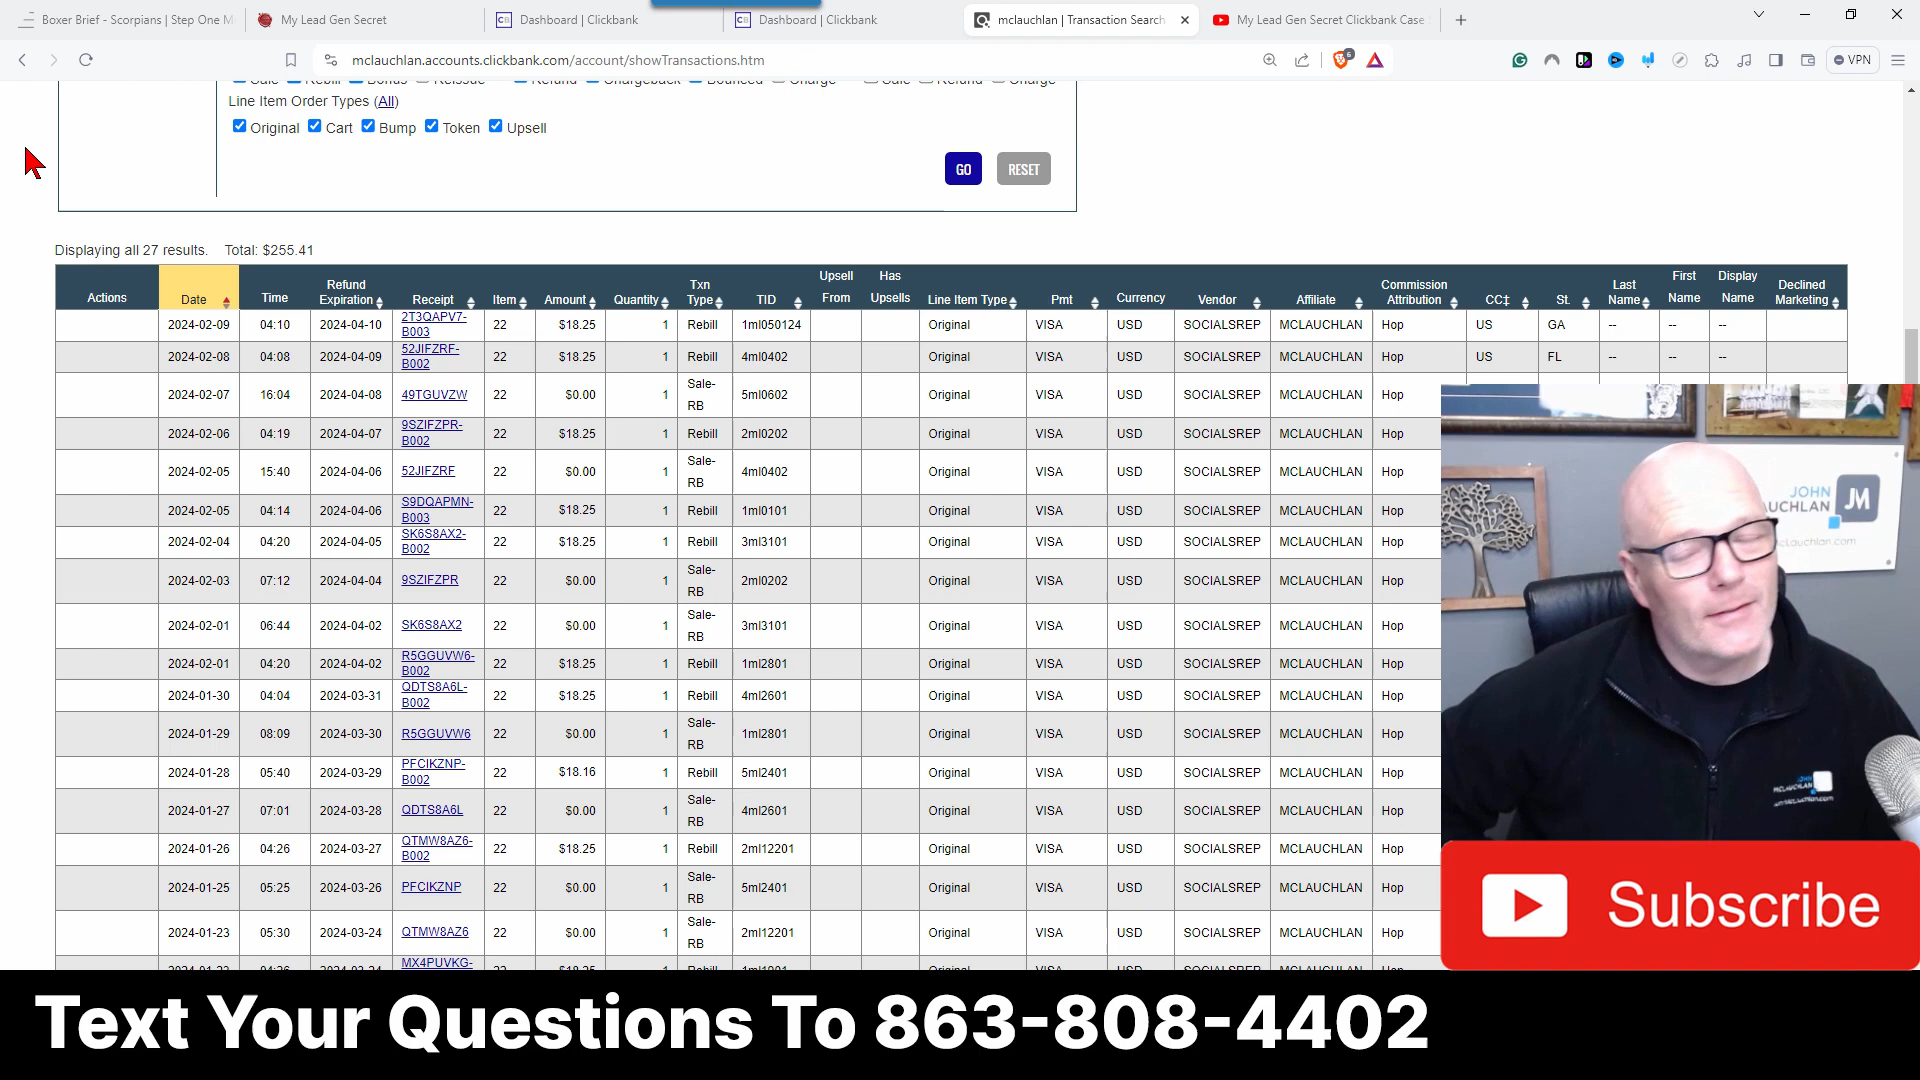 Boxer Brief - Scorpians | Step One M
My Lead Gen Secret
Dashboard | Clickbank
Dashboard | Clickbank
mclauchlan | Transaction Search
My Lead Gen Secret Clickbank Case
mclauchlan.accounts.clickbank.com/account/showTransactions.htm
6
VPN
Sale Rebill Bonus Reissue Refund Chargeback Bounced Charge Sale Refund Charge
Line Item Order Types (All)
Original Cart Bump Token Upsell
GO RESET
Displaying all 27 results. Total: $255.41
Actions Date Time Refund Expiration Receipt Item Amount Quantity Txn Type TID Upsell From Has Upsells Line Item Type Pmt Currency Vendor Affiliate Commission Attribution CC‡ St. Last Name First Name Display Name Declined Marketing
2024-02-09 04:10 2024-04-10 2T3QAPV7-B003 22 $18.25 1 Rebill 1ml050124 Original VISA USD SOCIALSREP MCLAUCHLAN Hop US GA -- -- --
2024-02-08 04:08 2024-04-09 52JIFZRF-B002 22 $18.25 1 Rebill 4ml0402 Original VISA USD SOCIALSREP MCLAUCHLAN Hop US FL -- -- --
2024-02-07 16:04 2024-04-08 49TGUVZW 22 $0.00 1 Sale-RB 5ml0602 Original VISA USD SOCIALSREP MCLAUCHLAN Hop
2024-02-06 04:19 2024-04-07 9SZIFZPR-B002 22 $18.25 1 Rebill 2ml0202 Original VISA USD SOCIALSREP MCLAUCHLAN Hop
2024-02-05 15:40 2024-04-06 52JIFZRF 22 $0.00 1 Sale-RB 4ml0402 Original VISA USD SOCIALSREP MCLAUCHLAN Hop
2024-02-05 04:14 2024-04-06 S9DQAPMN-B003 22 $18.25 1 Rebill 1ml0101 Original VISA USD SOCIALSREP MCLAUCHLAN Hop
2024-02-04 04:20 2024-04-05 SK6S8AX2-B002 22 $18.25 1 Rebill 3ml3101 Original VISA USD SOCIALSREP MCLAUCHLAN Hop
2024-02-03 07:12 2024-04-04 9SZIFZPR 22 $0.00 1 Sale-RB 2ml0202 Original VISA USD SOCIALSREP MCLAUCHLAN Hop
2024-02-01 06:44 2024-04-02 SK6S8AX2 22 $0.00 1 Sale-RB 3ml3101 Original VISA USD SOCIALSREP MCLAUCHLAN Hop
2024-02-01 04:20 2024-04-02 R5GGUVW6-B002 22 $18.25 1 Rebill 1ml2801 Original VISA USD SOCIALSREP MCLAUCHLAN Hop
2024-01-30 04:04 2024-03-31 QDTS8A6L-B002 22 $18.25 1 Rebill 4ml2601 Original VISA USD SOCIALSREP MCLAUCHLAN Hop
2024-01-29 08:09 2024-03-30 R5GGUVW6 22 $0.00 1 Sale-RB 1ml2801 Original VISA USD SOCIALSREP MCLAUCHLAN Hop
2024-01-28 05:40 2024-03-29 PFCIKZNP-B002 22 $18.16 1 Rebill 5ml2401 Original VISA USD SOCIALSREP MCLAUCHLAN Hop
2024-01-27 07:01 2024-03-28 QDTS8A6L 22 $0.00 1 Sale-RB 4ml2601 Original VISA USD SOCIALSREP MCLAUCHLAN Hop
2024-01-26 04:26 2024-03-27 QTMW8AZ6-B002 22 $18.25 1 Rebill 2ml12201 Original VISA USD SOCIALSREP MCLAUCHLAN Hop
2024-01-25 05:25 2024-03-26 PFCIKZNP 22 $0.00 1 Sale-RB 5ml2401 Original VISA USD SOCIALSREP MCLAUCHLAN Hop
2024-01-23 05:30 2024-03-24 QTMW8AZ6 22 $0.00 1 Sale-RB 2ml12201 Original VISA USD SOCIALSREP MCLAUCHLAN Hop
MX4PUVKG-
JOHN
JM
Subscribe
Text Your Questions To 863-808-4402